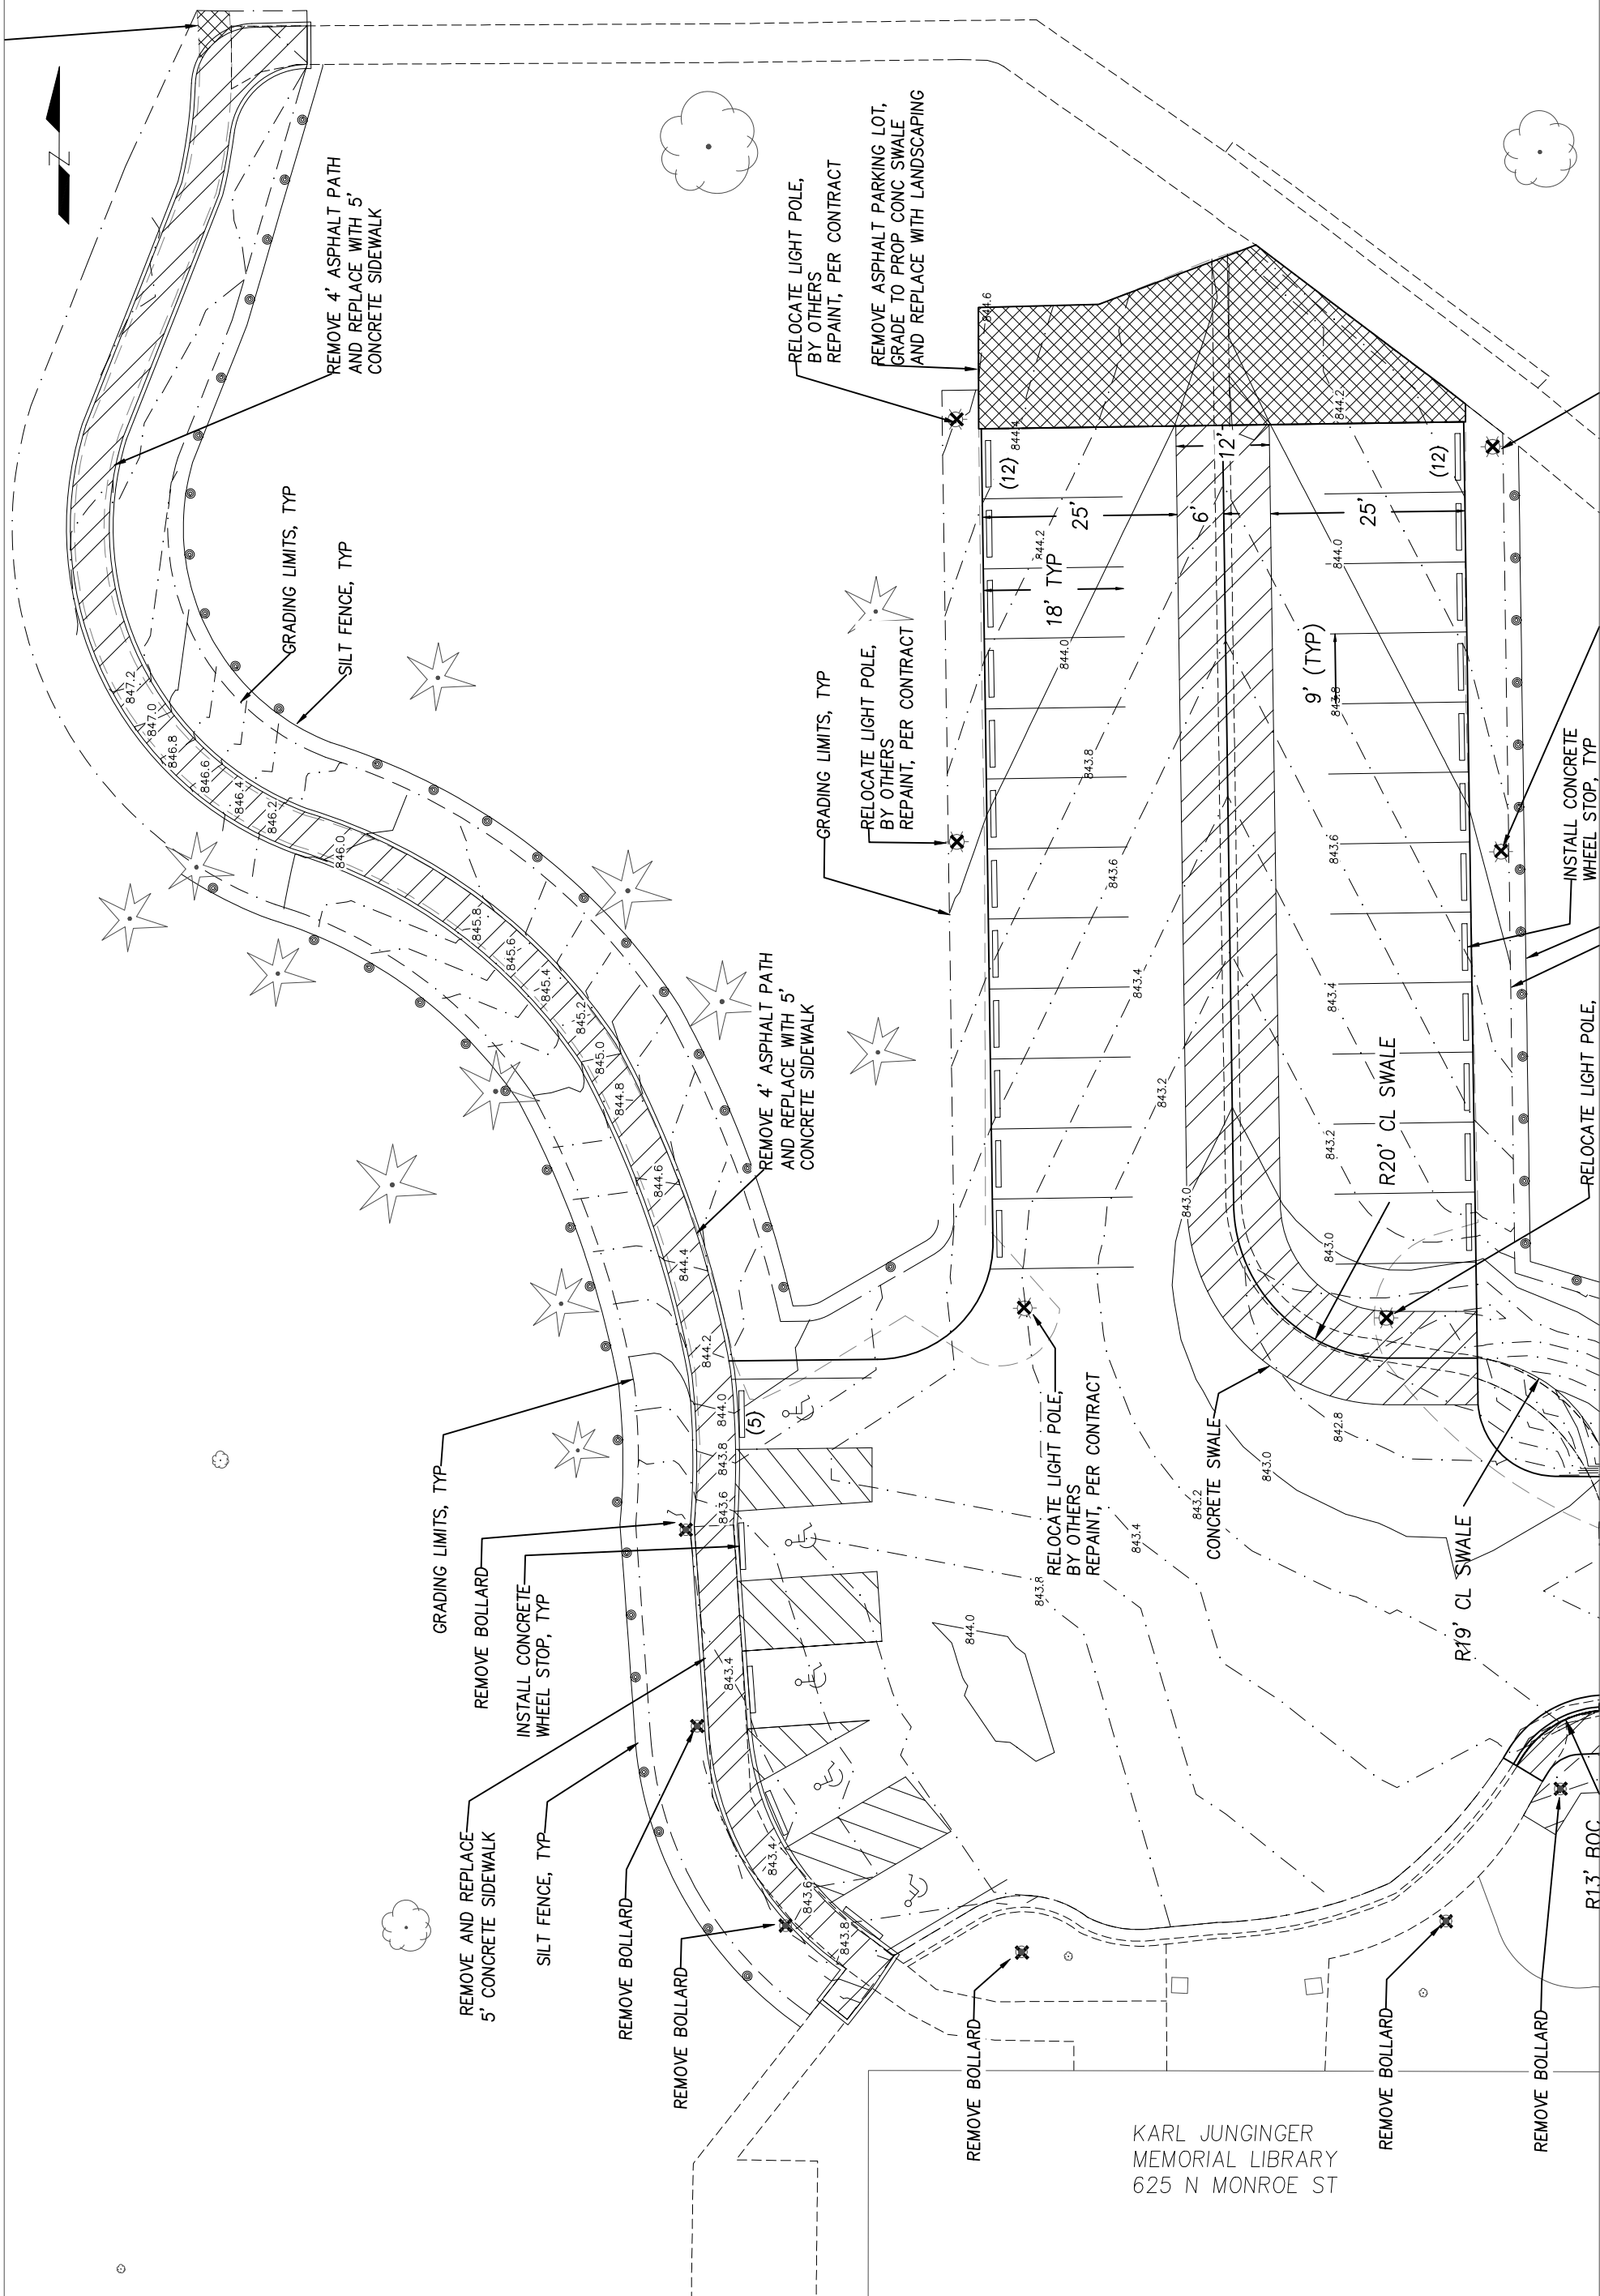 N
REMOVE 4' ASPHALT PATH
AND REPLACE WITH 5'
CONCRETE SIDEWALK
GRADING LIMITS, TYP
SILT FENCE, TYP
RELOCATE LIGHT POLE,
BY OTHERS
REPAINT, PER CONTRACT
REMOVE ASPHALT PARKING LOT,
GRADE TO PROP CONC SWALE
AND REPLACE WITH LANDSCAPING
844.6
844.4
844.2
(12)
12'
(12)
25'
6'
25'
844.2
18' TYP
844.0
844.0
9' (TYP)
843.8
843.8
843.6
843.6
843.4
843.4
843.2
843.2
843.0
843.0
847.2
847.0
846.8
846.6
846.4
846.2
846.0
845.8
845.6
845.4
845.2
845.0
844.8
844.6
844.4
844.2
844.0
843.8
843.6
843.4
843.4
843.6
843.8
GRADING LIMITS, TYP
RELOCATE LIGHT POLE,
BY OTHERS
REPAINT, PER CONTRACT
INSTALL CONCRETE
WHEEL STOP, TYP
REMOVE 4' ASPHALT PATH
AND REPLACE WITH 5'
CONCRETE SIDEWALK
R20' CL SWALE
RELOCATE LIGHT POLE,
(5)
RELOCATE LIGHT POLE,
BY OTHERS
REPAINT, PER CONTRACT
CONCRETE SWALE
842.8
843.0
843.2
843.4
843.8
844.0
R19' CL SWALE
GRADING LIMITS, TYP
REMOVE BOLLARD
INSTALL CONCRETE
WHEEL STOP, TYP
REMOVE AND REPLACE
5' CONCRETE SIDEWALK
SILT FENCE, TYP
REMOVE BOLLARD
REMOVE BOLLARD
REMOVE BOLLARD
REMOVE BOLLARD
REMOVE BOLLARD
R13' BOC
KARL JUNGINGER
MEMORIAL LIBRARY
625 N MONROE ST